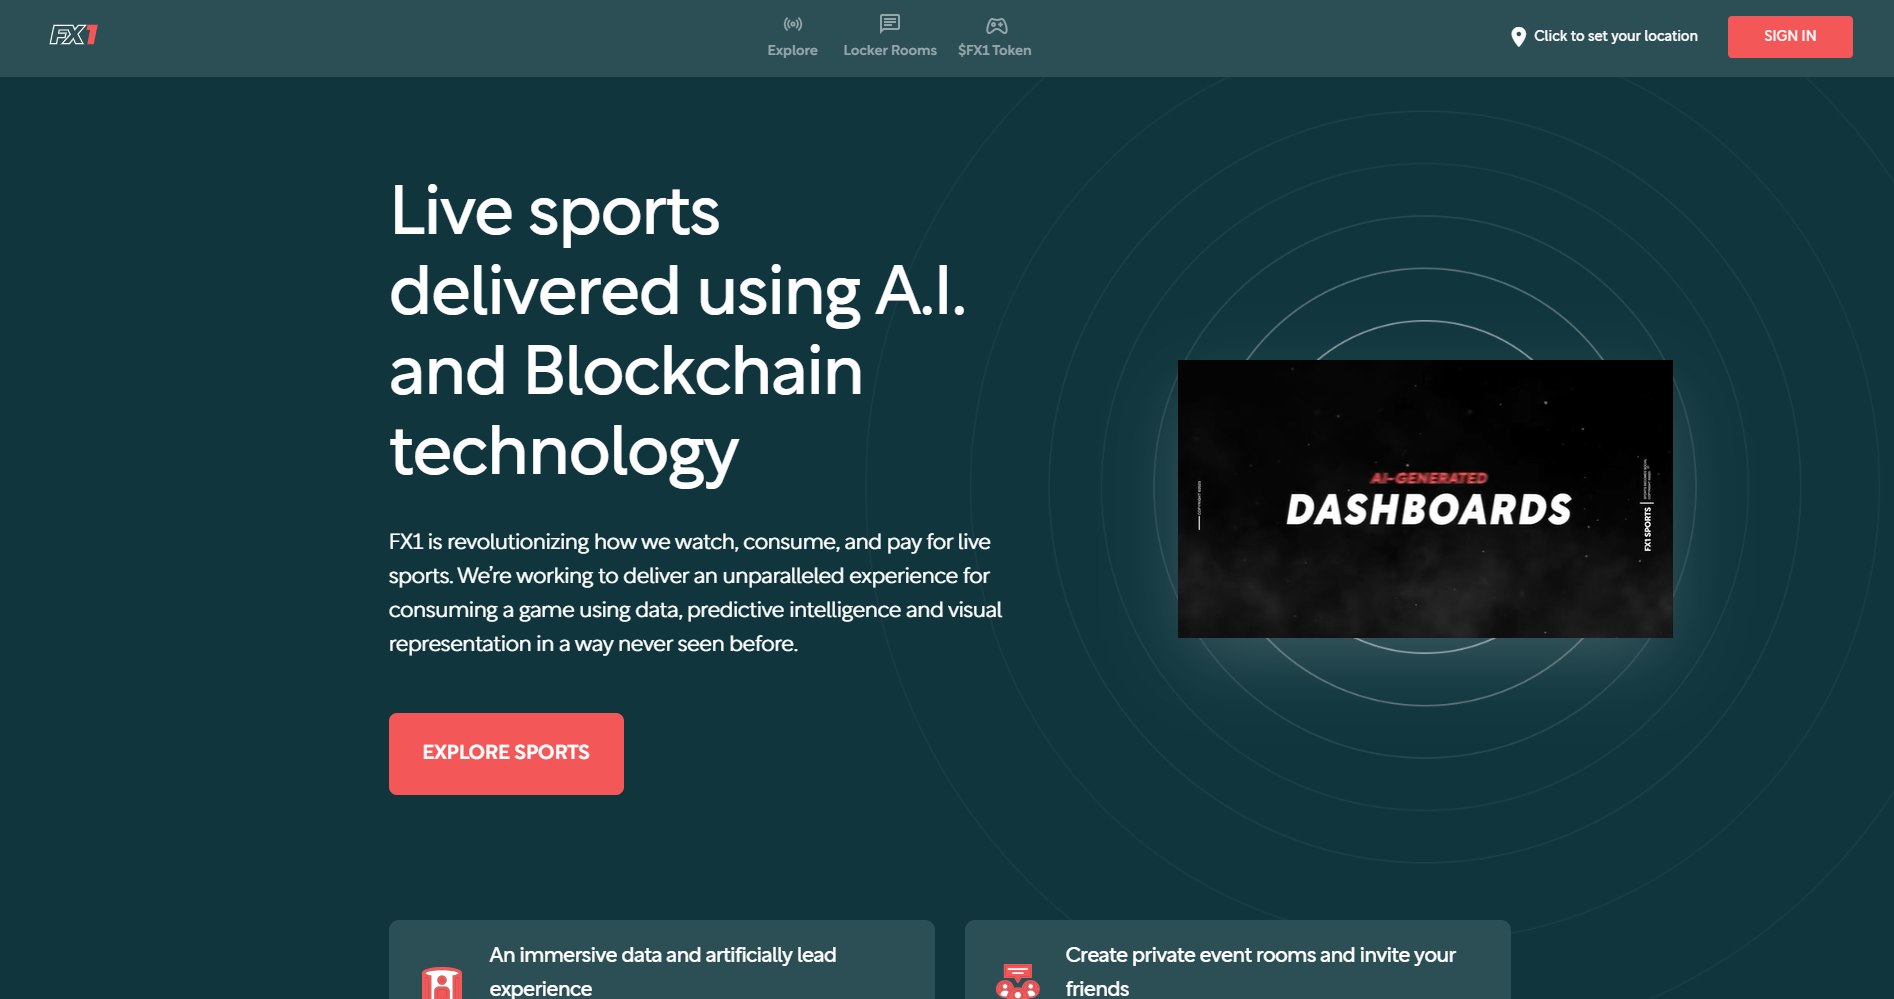 FX1
Explore
Locker Rooms
$FX1 Token
Click to set your location
SIGN IN
Live sports
delivered using A.I.
and Blockchain
technology
FX1 is revolutionizing how we watch, consume, and pay for live
sports. We're working to deliver an unparalleled experience for
consuming a game using data, predictive intelligence and visual
representation in a way never seen before.
EXPLORE SPORTS
AI-GENERATED
DASHBOARDS
FX1 SPORTS
An immersive data and artificially lead
experience
Create private event rooms and invite your
friends